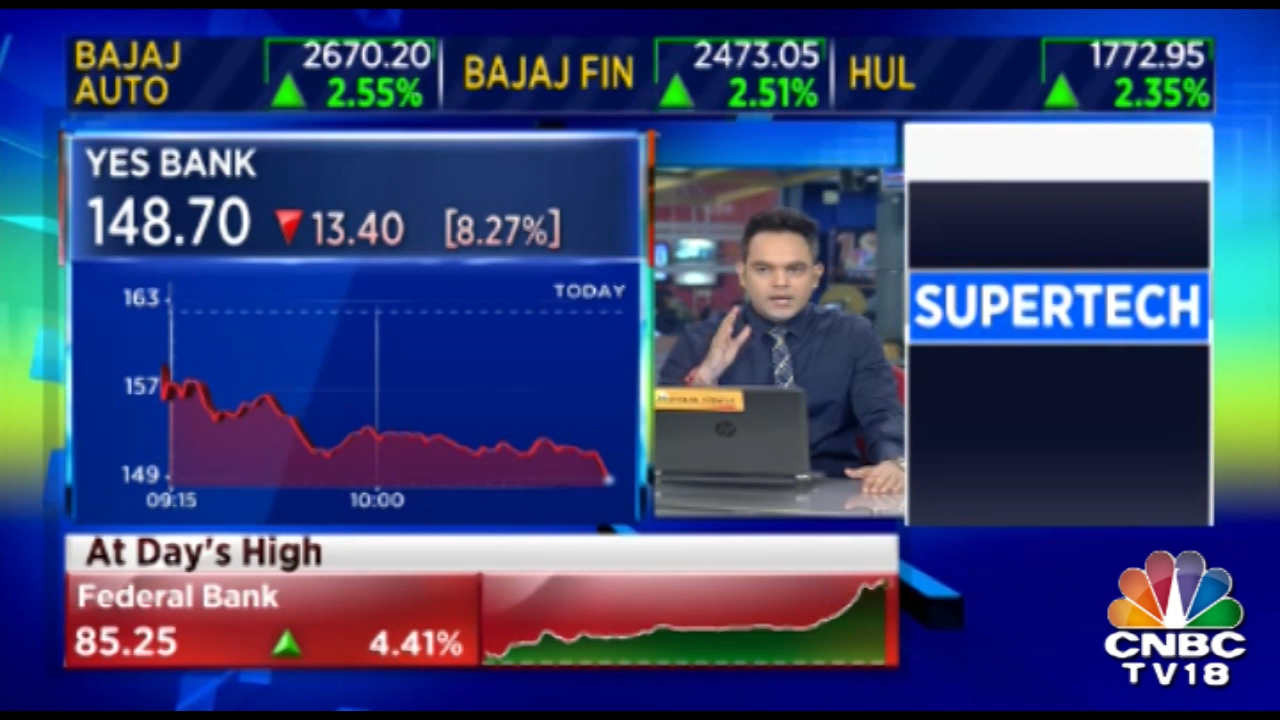 BAJAJ
AUTO
2670.20
2.55%
BAJAJ FIN
2473.05
2.51%
HUL
1772.95
2.35%
YES BANK
148.70 13.40 [8.27%]
TODAY
163
157
149
09:15 10:00
SUPERTECH
At Day's High
Federal Bank
85.25 4.41%
CNBC
TV18